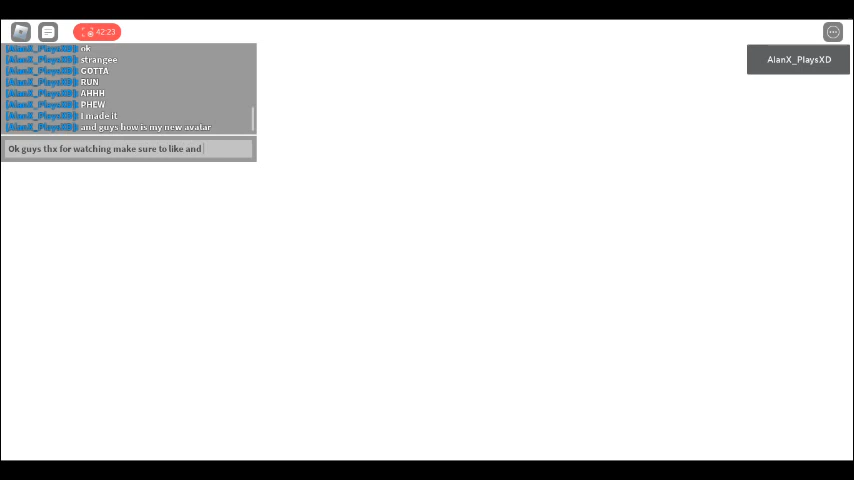 42:23
[AlanX_PlaysXD]: ok
[AlanX_PlaysXD]: strangee
[AlanX_PlaysXD]: GOTTA
[AlanX_PlaysXD]: RUN
[AlanX_PlaysXD]: AHHH
[AlanX_PlaysXD]: PHEW
[AlanX_PlaysXD]: I made it
[AlanX_PlaysXD]: and guys how is my new avatar
Ok guys thx for watching make sure to like and
AlanX_PlaysXD